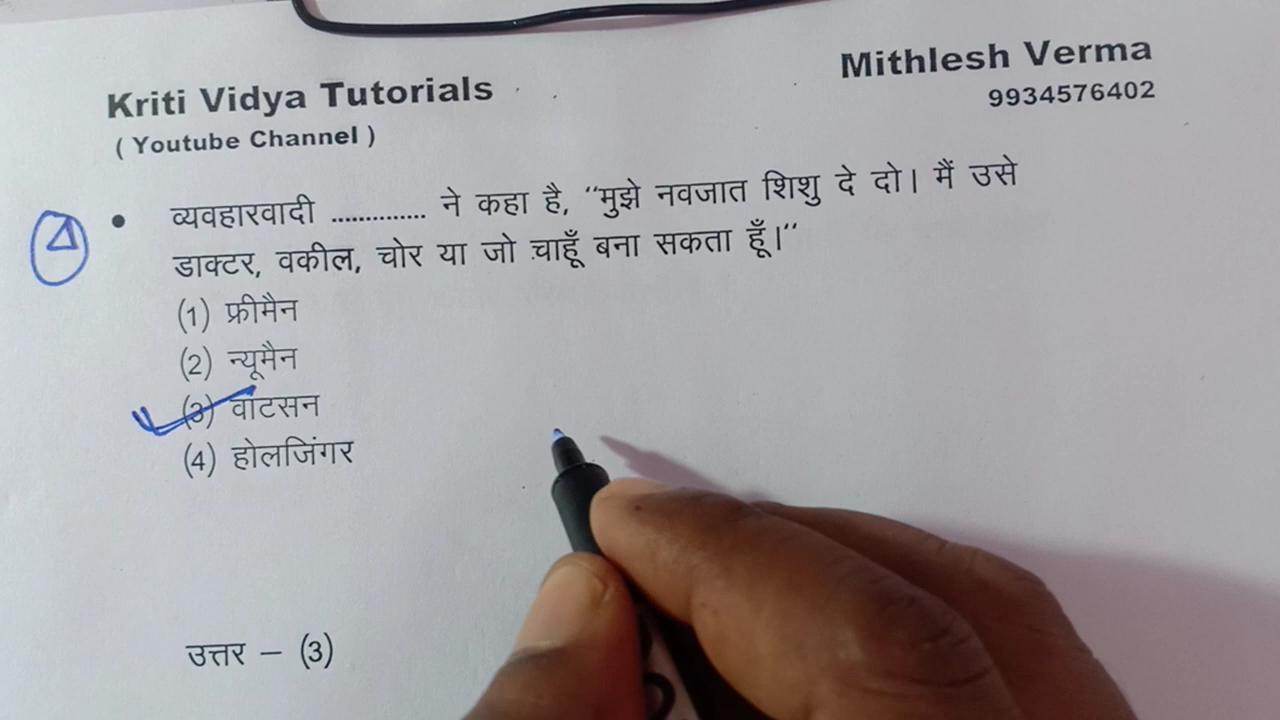 Kriti Vidya Tutorials
( Youtube Channel )
Mithlesh Verma
9934576402
• व्यवहारवादी .............. ने कहा है, ‘‘मुझे नवजात शिशु दे दो। मैं उसे
डाक्टर, वकील, चोर या जो चाहूँ बना सकता हूँ।‘‘
(1) फ्रीमैन
(2) न्यूमैन
(3) वाटसन
(4) होलजिंगर
उत्तर – (3)